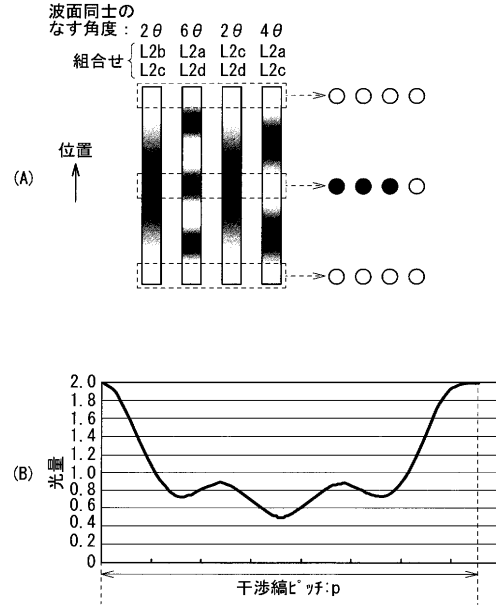 波面同士の
なす角度： 2θ 6θ 2θ 4θ
組合せ L2b L2a L2c L2a
L2c L2d L2d L2c
位置
(A)
(B)
光量
2.0
1.8
1.6
1.4
1.2
1.0
0.8
0.6
0.4
0.2
0
干渉縞ﾋﾟｯﾁ:p